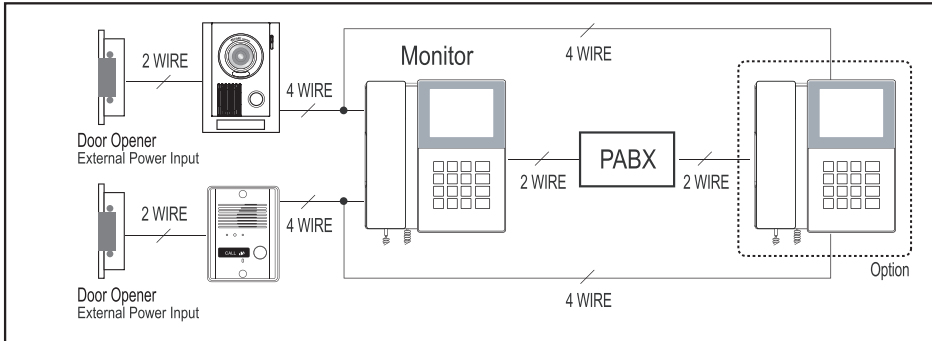 4 WIRE
Monitor
2 WIRE
4 WIRE
Door Opener
External Power Input
PABX
2 WIRE
2 WIRE
2 WIRE
4 WIRE
CALL
Door Opener
External Power Input
4 WIRE
Option